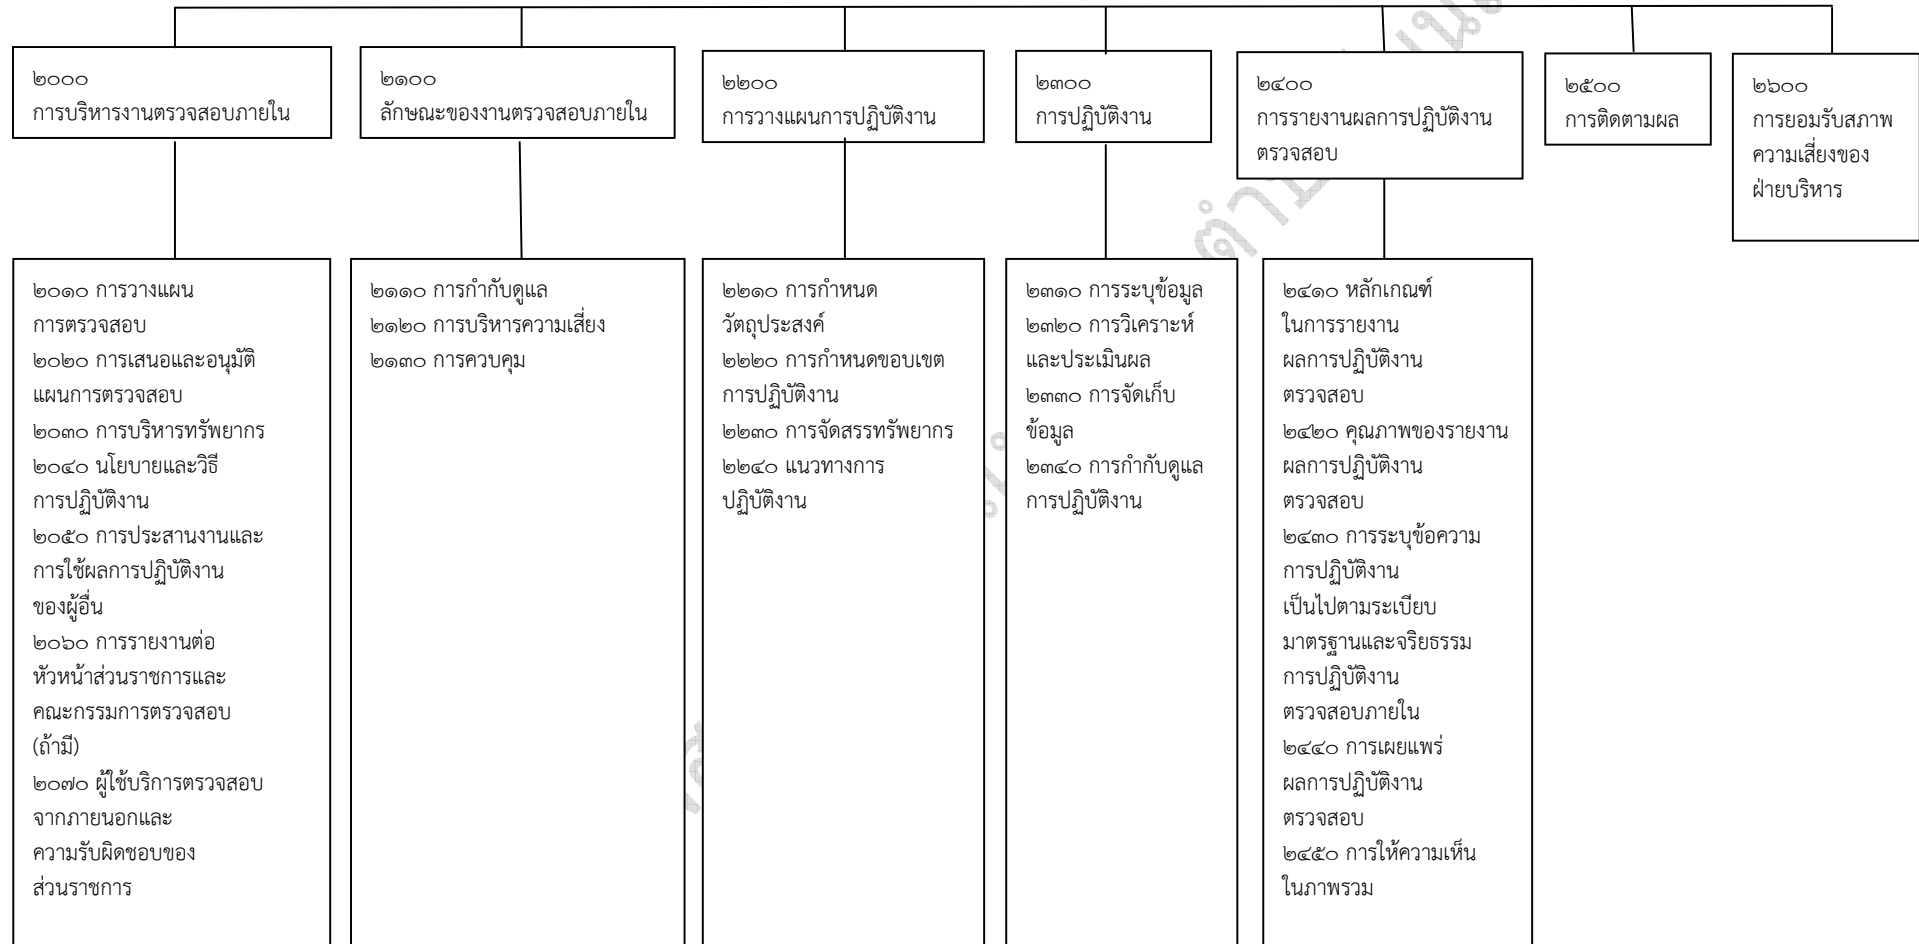 ๒๐๐๐
การบริหารงานตรวจสอบภายใน
๒๑๐๐
ลักษณะของงานตรวจสอบภายใน
๒๒๐๐
การวางแผนการปฏิบัติงาน
๒๓๐๐
การปฏิบัติงาน
๒๔๐๐
การรายงานผลการปฏิบัติงาน
ตรวจสอบ
๒๕๐๐
การติดตามผล
๒๖๐๐
การยอมรับสภาพ
ความเสี่ยงของ
ฝ่ายบริหาร
๒๐๑๐ การวางแผน
การตรวจสอบ
๒๐๒๐ การเสนอและอนุมัติ
แผนการตรวจสอบ
๒๐๓๐ การบริหารทรัพยากร
๒๐๔๐ นโยบายและวิธี
การปฏิบัติงาน
๒๐๕๐ การประสานงานและ
การใช้ผลการปฏิบัติงาน
ของผู้อื่น
๒๐๖๐ การรายงานต่อ
หัวหน้าส่วนราชการและ
คณะกรรมการตรวจสอบ
(ถ้ามี)
๒๐๗๐ ผู้ใช้บริการตรวจสอบ
จากภายนอกและ
ความรับผิดชอบของ
ส่วนราชการ
๒๑๑๐ การกำกับดูแล
๒๑๒๐ การบริหารความเสี่ยง
๒๑๓๐ การควบคุม
๒๒๑๐ การกำหนด
วัตถุประสงค์
๒๒๒๐ การกำหนดขอบเขต
การปฏิบัติงาน
๒๒๓๐ การจัดสรรทรัพยากร
๒๒๔๐ แนวทางการ
ปฏิบัติงาน
๒๓๑๐ การระบุข้อมูล
๒๓๒๐ การวิเคราะห์
และประเมินผล
๒๓๓๐ การจัดเก็บ
ข้อมูล
๒๓๔๐ การกำกับดูแล
การปฏิบัติงาน
๒๔๑๐ หลักเกณฑ์
ในการรายงาน
ผลการปฏิบัติงาน
ตรวจสอบ
๒๔๒๐ คุณภาพของรายงาน
ผลการปฏิบัติงาน
ตรวจสอบ
๒๔๓๐ การระบุข้อความ
การปฏิบัติงาน
เป็นไปตามระเบียบ
มาตรฐานและจริยธรรม
การปฏิบัติงาน
ตรวจสอบภายใน
๒๔๔๐ การเผยแพร่
ผลการปฏิบัติงาน
ตรวจสอบ
๒๔๕๐ การให้ความเห็น
ในภาพรวม